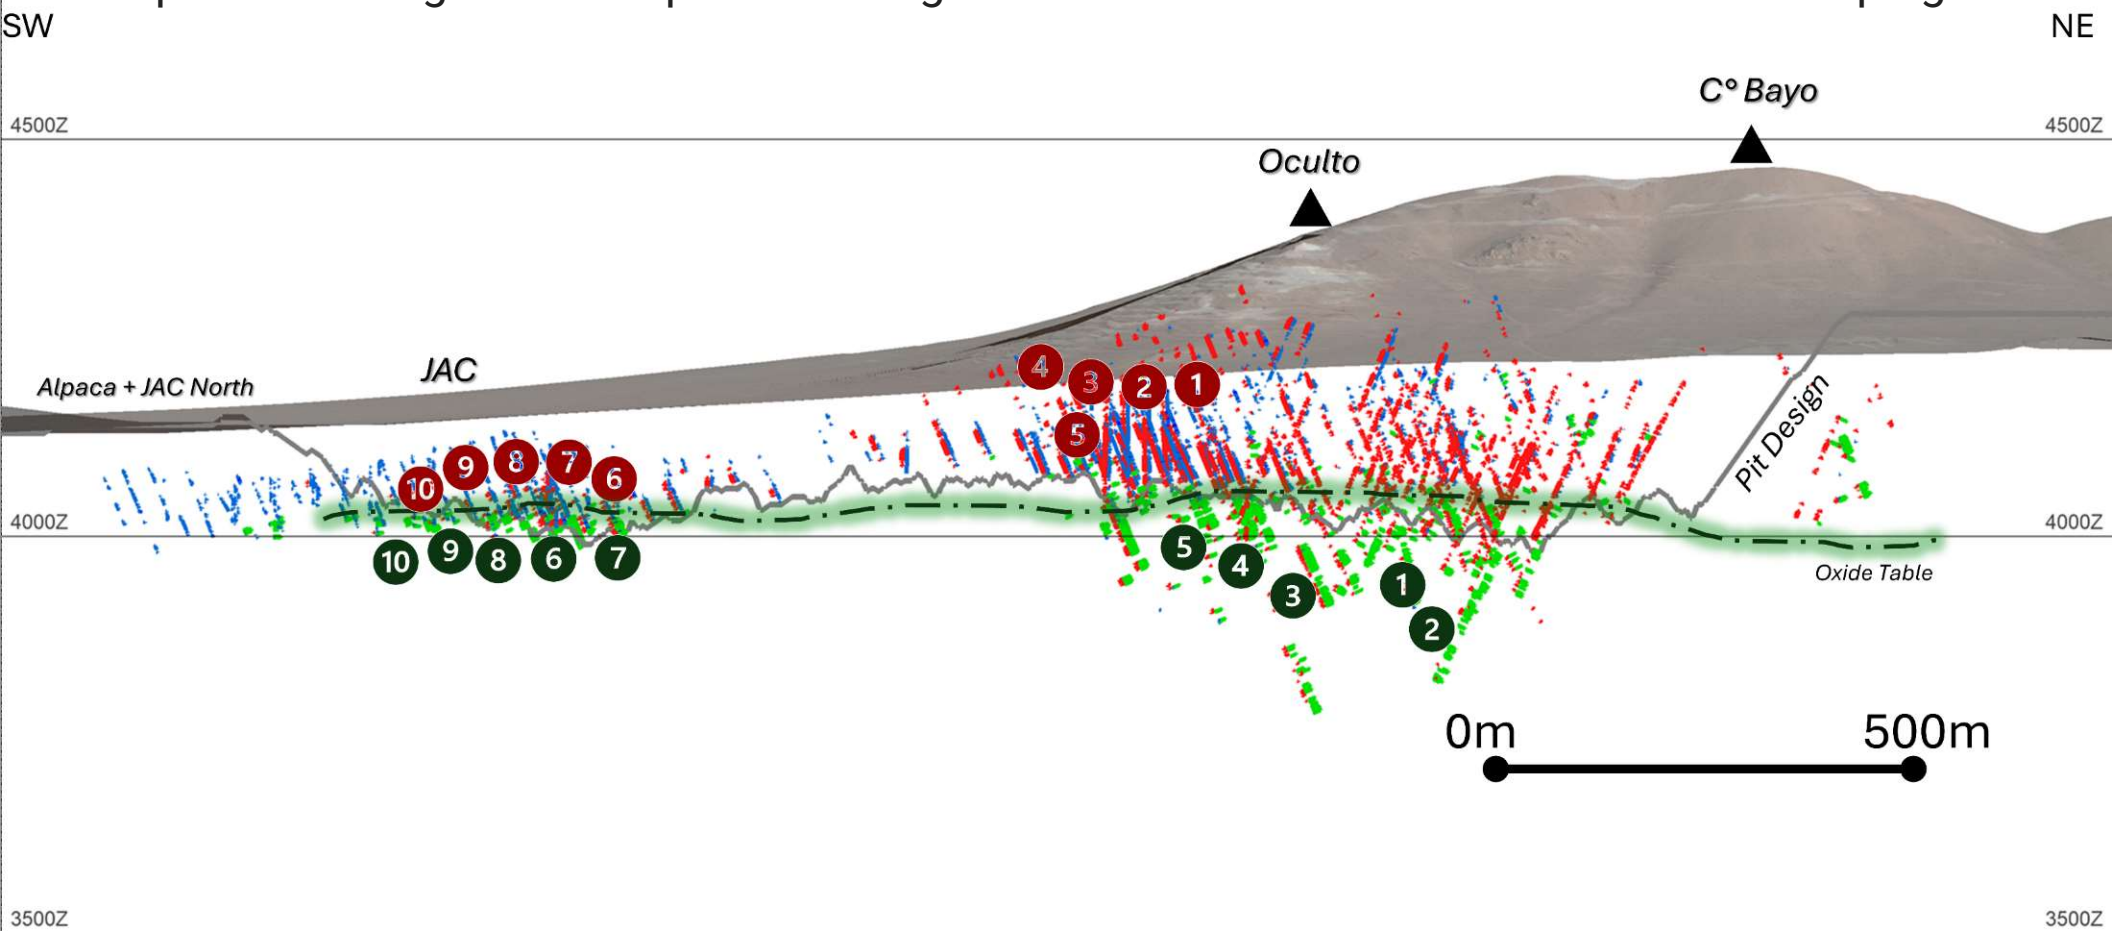 SW
NE
C° Bayo
4500Z
4500Z
Oculto
JAC
Alpaca + JAC North
4
3
2
1
5
Pit Design
10
9
8
7
6
4000Z
4000Z
10
9
8
6
7
5
4
3
1
2
Oxide Table
0m
500m
3500Z
3500Z